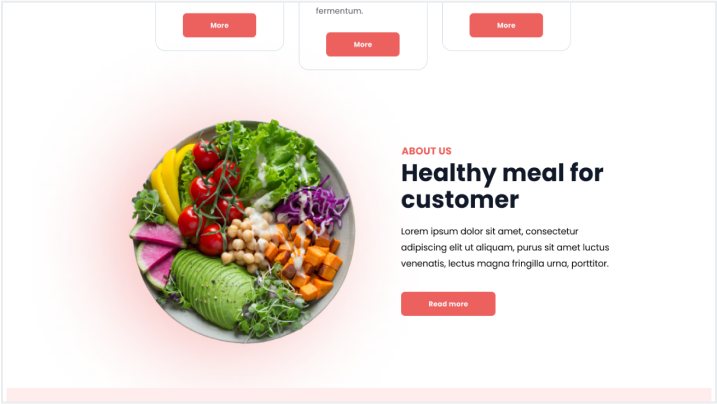 More
fermentum.
More
More
ABOUT US
Healthy meal for
customer
Lorem ipsum dolor sit amet, consectetur
adipiscing elit ut aliquam, purus sit amet luctus
venenatis, lectus magna fringilla urna, porttitor.
Read more